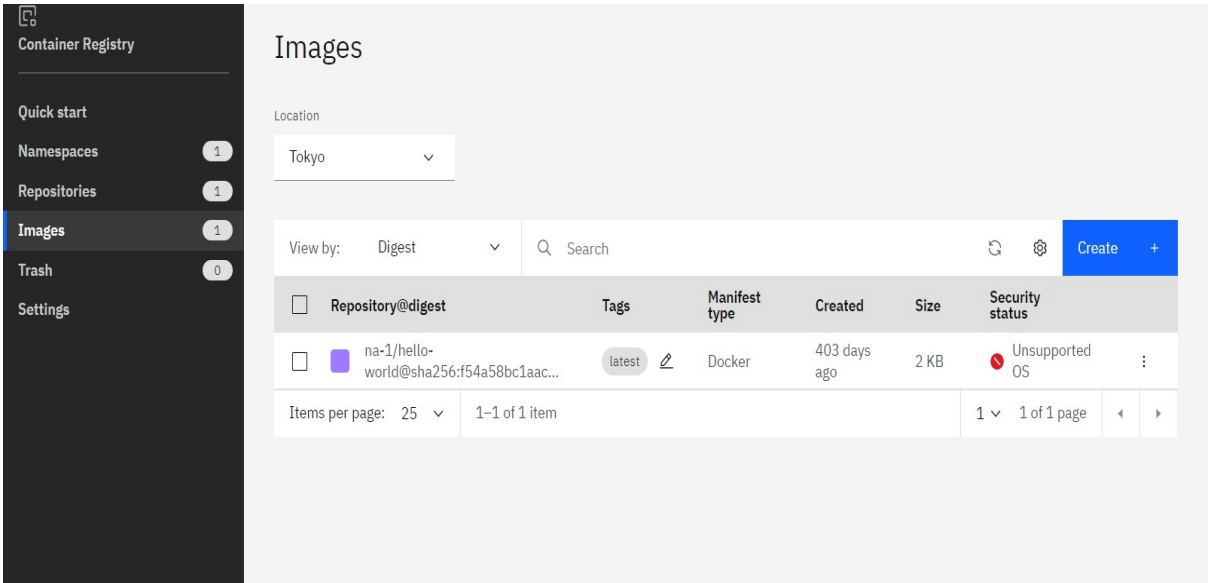 Container Registry
Quick start
Namespaces 1
Repositories 1
Images 1
Trash 0
Settings
Images
Location
Tokyo
View by: Digest Search Create +
Repository@digest Tags Manifest type Created Size Security status
na-1/hello-
world@sha256:f54a58bc1aac... latest Docker 403 days ago 2 KB Unsupported OS
Items per page: 25 1–1 of 1 item 1 1 of 1 page